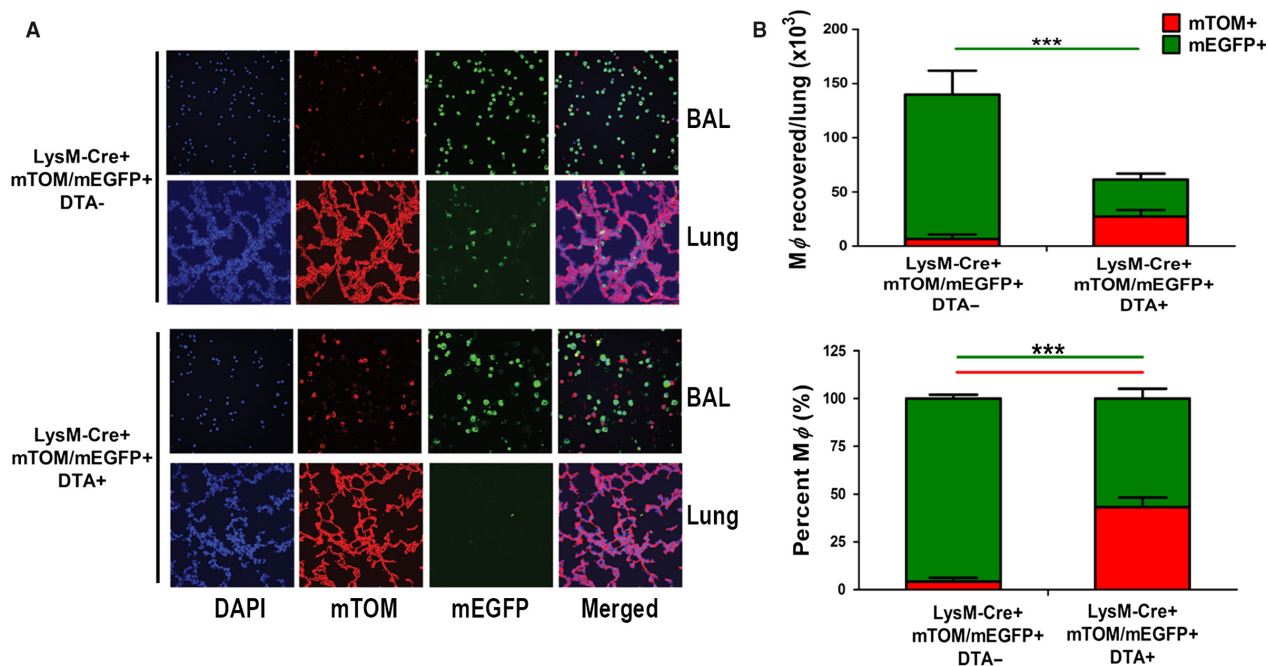 A
LysM-Cre+
mTOM/mEGFP+
DTA-
BAL
Lung
LysM-Cre+
mTOM/mEGFP+
DTA+
BAL
Lung
DAPI mTOM mEGFP Merged
B
mTOM+
mEGFP+
Mϕ recovered/lung (x10³)
200
150
100
50
0
***
LysM-Cre+
mTOM/mEGFP+
DTA–
LysM-Cre+
mTOM/mEGFP+
DTA+
Percent Mϕ (%)
125
100
75
50
25
0
***
LysM-Cre+
mTOM/mEGFP+
DTA–
LysM-Cre+
mTOM/mEGFP+
DTA+